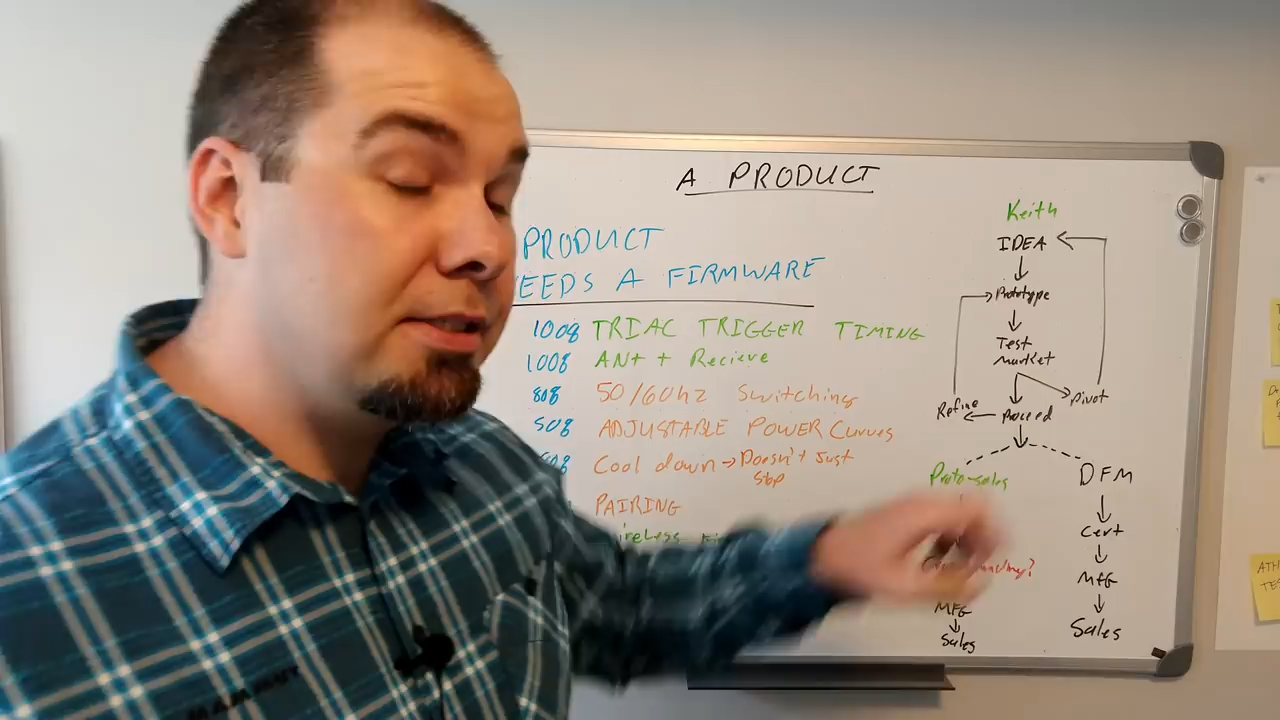 A PRODUCT
PRODUCT
EEDS A FIRMWARE
100% TRIAC TRIGGER TIMING
100% ANt + Recieve
80% 50/60hz Switching
50% ADJUSTABLE POWER Curves
Cool down → Doesn't Just
Stop
PAIRING
Keith
IDEA
Prototype
Test
market
Pivot
Refine
Proceed
Proto-sales
DFM
Cert
MFG
MFG
Sales
Sales